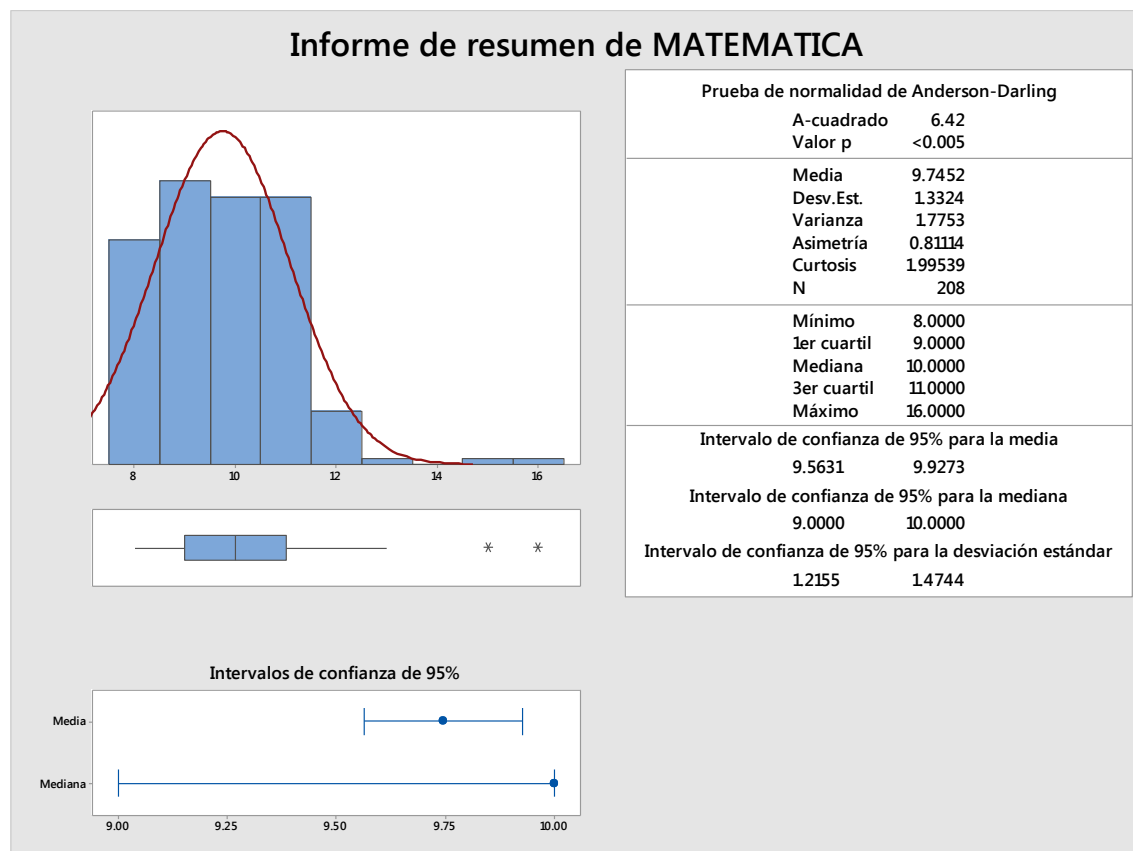 Informe de resumen de MATEMATICA
Prueba de normalidad de Anderson-Darling
A-cuadrado 6.42
Valor p <0.005
Media 9.7452
Desv.Est. 1.3324
Varianza 1.7753
Asimetría 0.81114
Curtosis 1.99539
N 208
Mínimo 8.0000
1er cuartil 9.0000
Mediana 10.0000
3er cuartil 11.0000
Máximo 16.0000
Intervalo de confianza de 95% para la media
9.5631 9.9273
Intervalo de confianza de 95% para la mediana
9.0000 10.0000
Intervalo de confianza de 95% para la desviación estándar
1.2155 1.4744
8 10 12 14 16
Intervalos de confianza de 95%
Media
Mediana
9.00 9.25 9.50 9.75 10.00